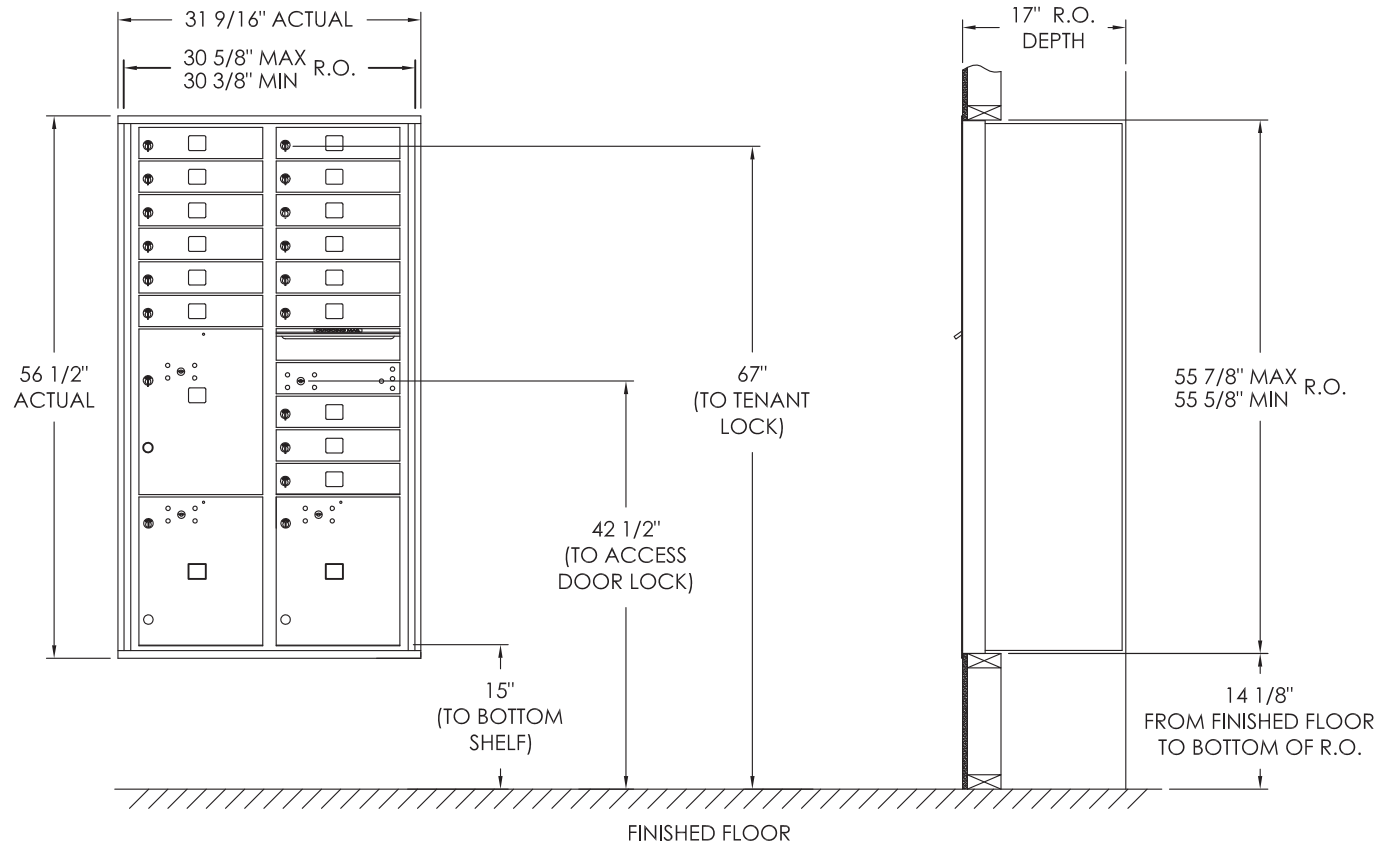 31 9/16" ACTUAL
30 5/8" MAX
30 3/8" MIN
R.O.
17" R.O.
DEPTH
OUTGOING MAIL
56 1/2"
ACTUAL
67"
(TO TENANT
LOCK)
55 7/8" MAX
55 5/8" MIN
R.O.
42 1/2"
(TO ACCESS
DOOR LOCK)
15"
(TO BOTTOM
SHELF)
14 1/8"
FROM FINISHED FLOOR
TO BOTTOM OF R.O.
FINISHED FLOOR